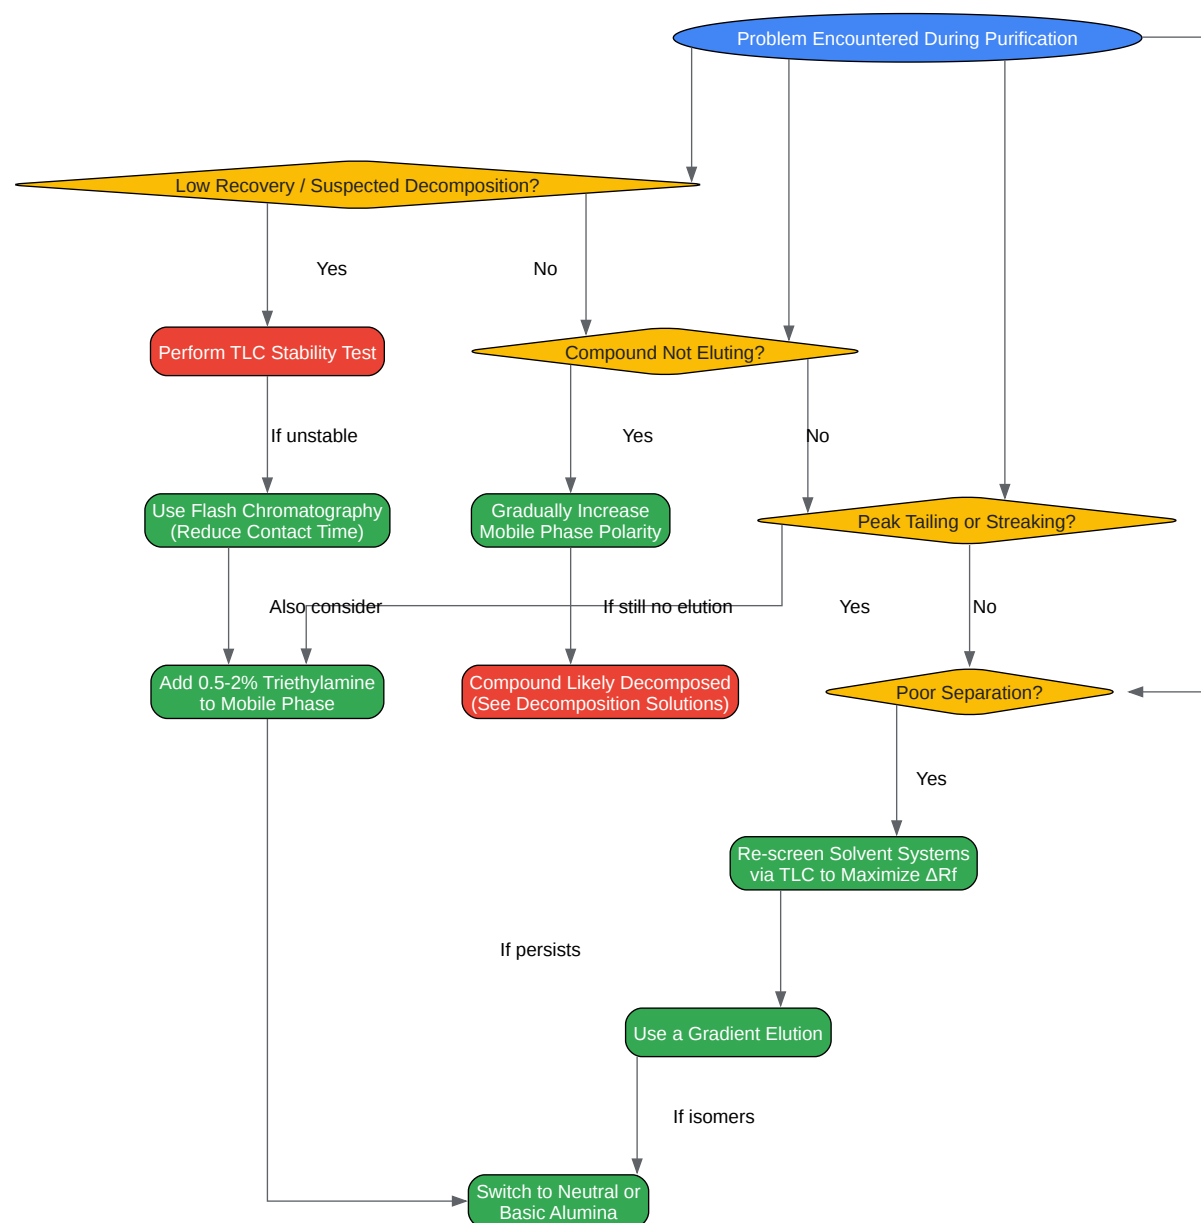 Problem Encountered During Purification
Low Recovery / Suspected Decomposition?
Yes
No
Perform TLC Stability Test
Compound Not Eluting?
If unstable
Yes
No
Use Flash Chromatography
(Reduce Contact Time)
Gradually Increase
Mobile Phase Polarity
Peak Tailing or Streaking?
Also consider
If still no elution
Yes
No
Add 0.5-2% Triethylamine
to Mobile Phase
Compound Likely Decomposed
(See Decomposition Solutions)
Poor Separation?
Yes
Re-screen Solvent Systems
via TLC to Maximize ΔRf
If persists
Use a Gradient Elution
If isomers
Switch to Neutral or
Basic Alumina